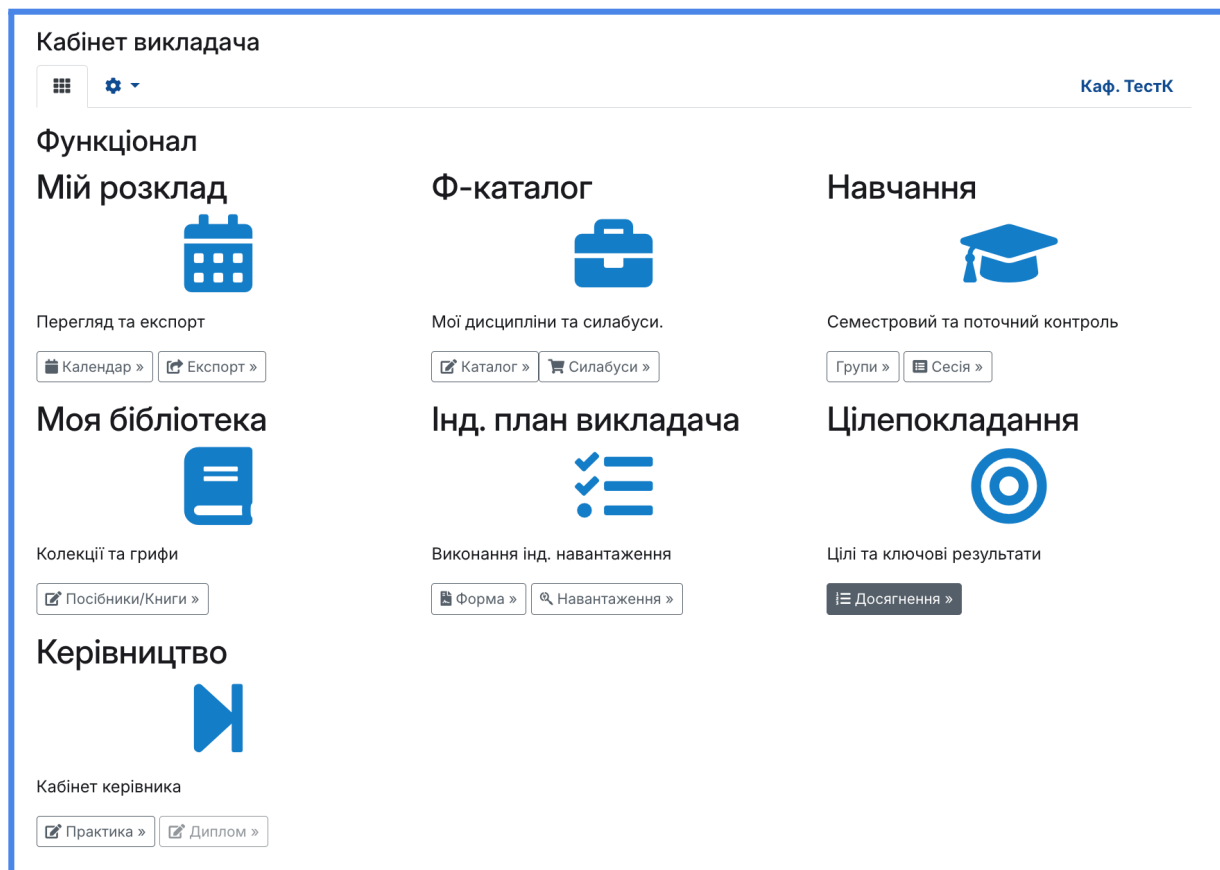 Кабінет викладача
Каф. ТестК
Функціонал
Мій розклад
Перегляд та експорт
Календар »
Експорт »
Ф-каталог
Мої дисципліни та силабуси.
Каталог »
Силабуси »
Навчання
Семестровий та поточний контроль
Групи »
Сесія »
Моя бібліотека
Колекції та грифи
Посібники/Книги »
Інд. план викладача
Виконання інд. навантаження
Форма »
Навантаження »
Цілепокладання
Цілі та ключові результати
Досягнення »
Керівництво
Кабінет керівника
Практика »
Диплом »